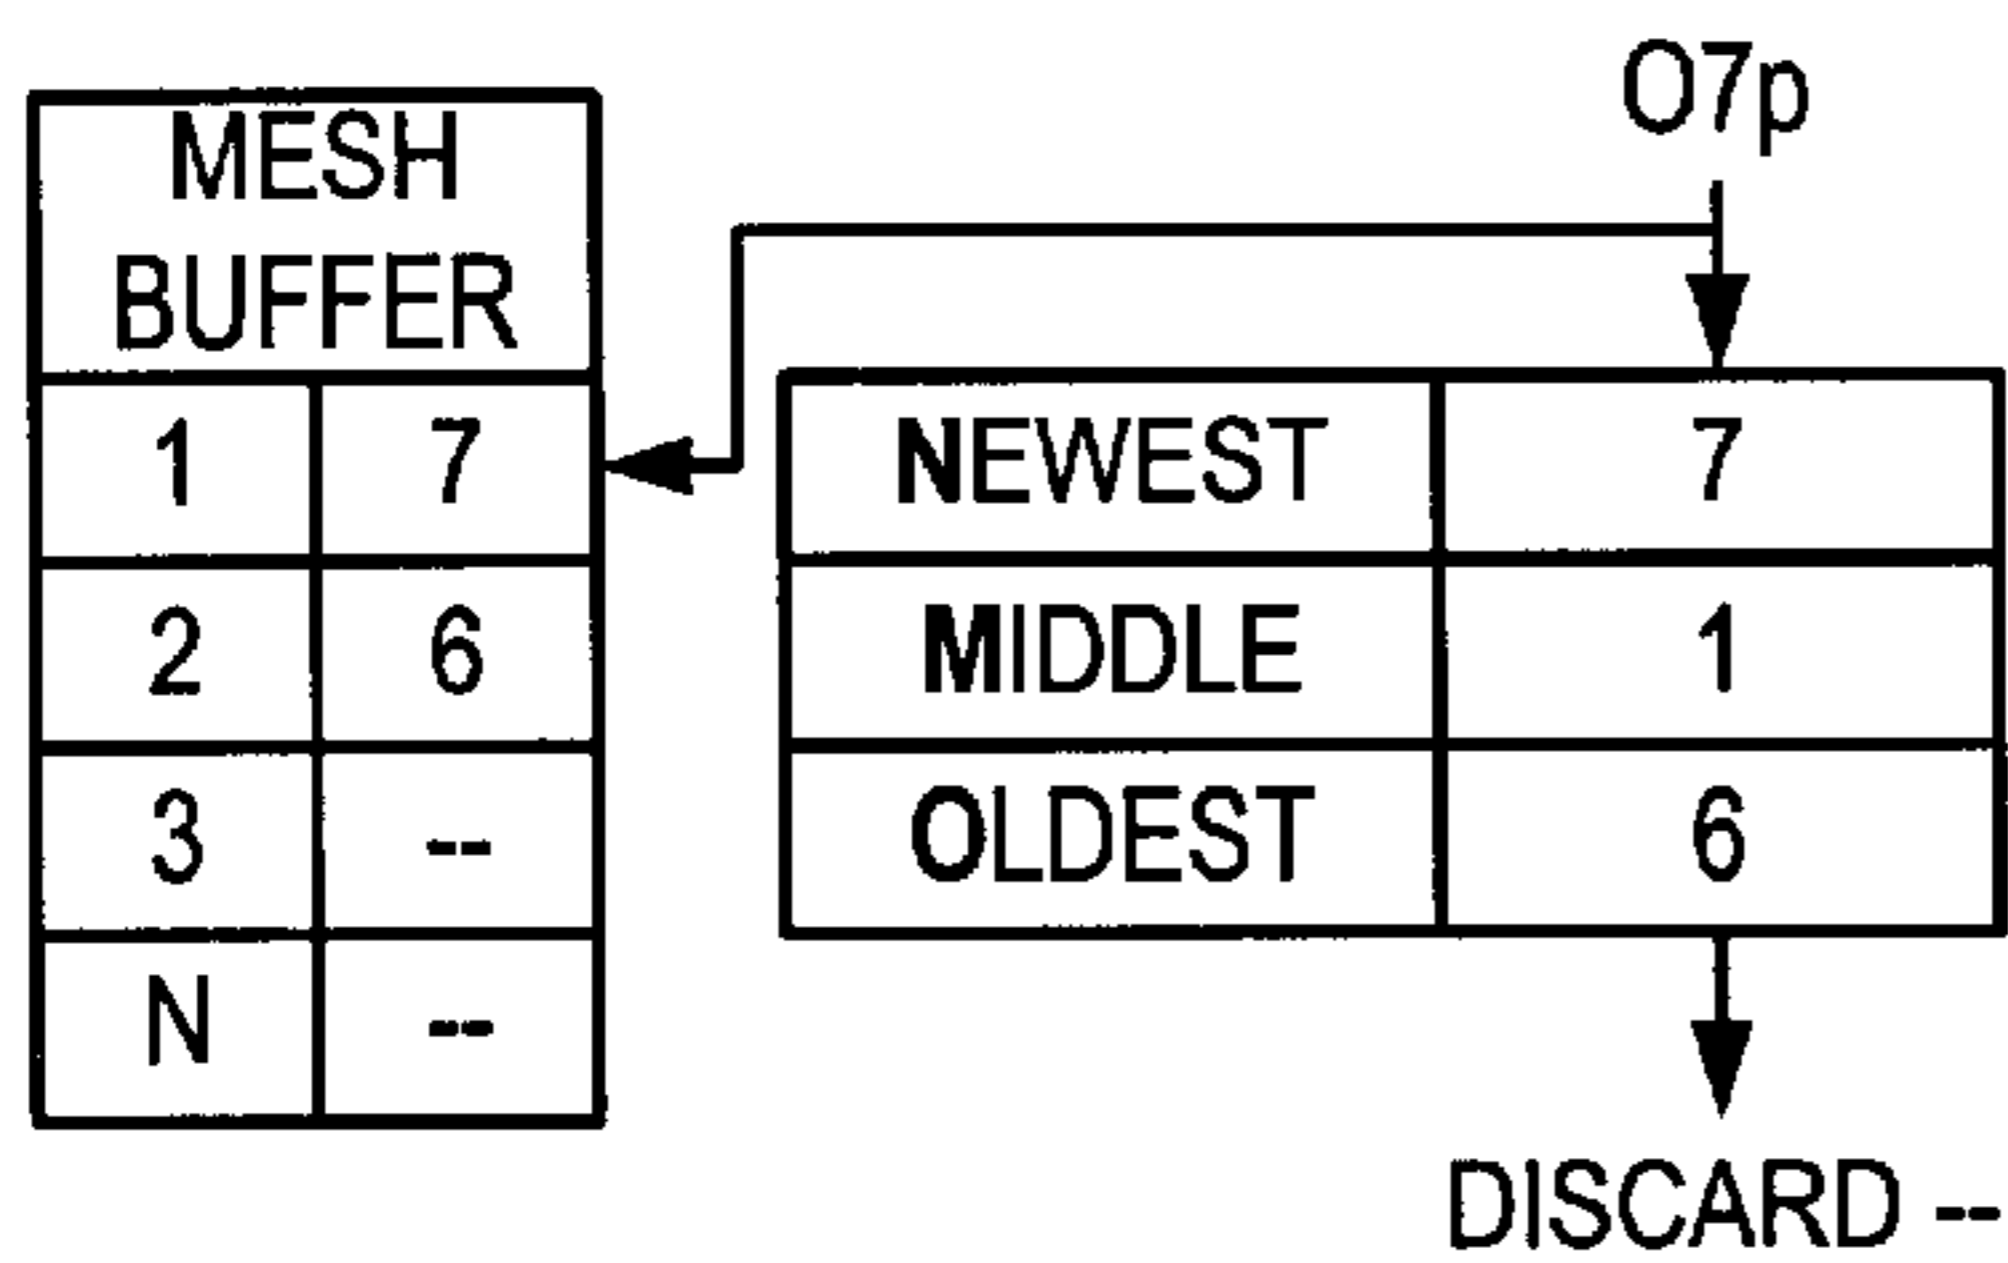 O7p
MESH
BUFFER
1 7
2 6
3 --
N --
NEWEST 7
MIDDLE 1
OLDEST 6
DISCARD --